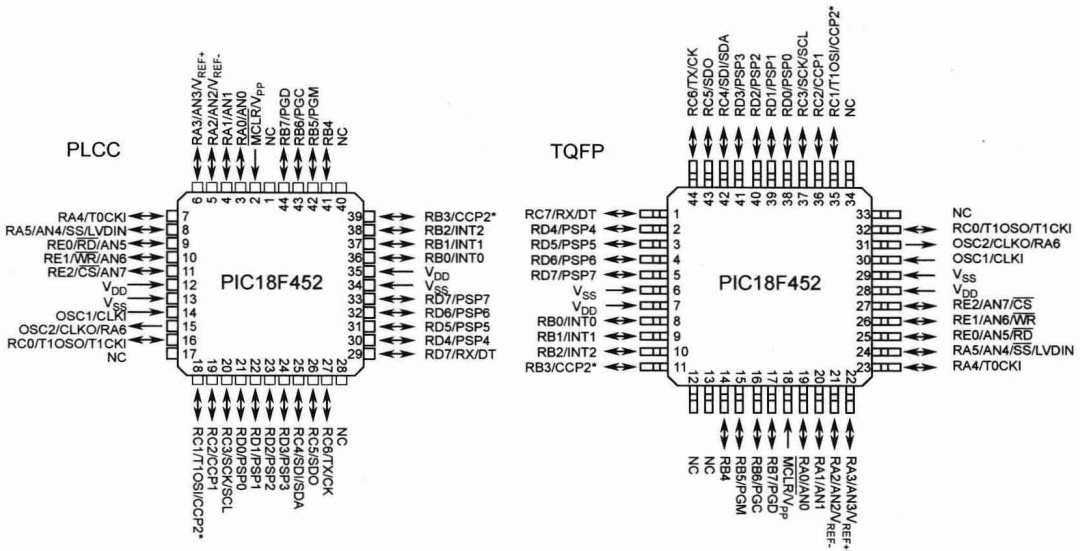 PLCC
RA3/AN3/VREF+
RA2/AN2/VREF-
RA1/AN1
RA0/AN0
MCLR/VPP
NC
RB7/PGD
RB6/PGC
RB5/PGM
RB4
NC
6 5 4 3 2 1 44 43 42 41 40
RA4/T0CKI 7
RA5/AN4/SS/LVDIN 8
RE0/RD/AN5 9
RE1/WR/AN6 10
RE2/CS/AN7 11
VDD 12
VSS 13
OSC1/CLKI 14
OSC2/CLKO/RA6 15
RC0/T1OSO/T1CKI 16
NC 17
PIC18F452
39 RB3/CCP2*
38 RB2/INT2
37 RB1/INT1
36 RB0/INT0
35 VDD
34 VSS
33 RD7/PSP7
32 RD6/PSP6
31 RD5/PSP5
30 RD4/PSP4
29 RD7/RX/DT
18 19 20 21 22 23 24 25 26 27 28
RC1/T1OSI/CCP2*
RC2/CCP1
RC3/SCK/SCL
RD0/PSP0
RD1/PSP1
RD2/PSP2
RD3/PSP3
RC4/SDI/SDA
RC5/SDO
RC6/TX/CK
NC
TQFP
RC6/TX/CK
RC5/SDO
RC4/SDI/SDA
RD3/PSP3
RD2/PSP2
RD1/PSP1
RD0/PSP0
RC3/SCK/SCL
RC2/CCP1
RC1/T1OSI/CCP2*
NC
44 43 42 41 40 39 38 37 36 35 34
RC7/RX/DT 1
RD4/PSP4 2
RD5/PSP5 3
RD6/PSP6 4
RD7/PSP7 5
VSS 6
VDD 7
RB0/INT0 8
RB1/INT1 9
RB2/INT2 10
RB3/CCP2* 11
PIC18F452
33 NC
32 RC0/T1OSO/T1CKI
31 OSC2/CLKO/RA6
30 OSC1/CLKI
29 VSS
28 VDD
27 RE2/AN7/CS
26 RE1/AN6/WR
25 RE0/AN5/RD
24 RA5/AN4/SS/LVDIN
23 RA4/T0CKI
12 13 14 15 16 17 18 19 20 21 22
NC
NC
RB4
RB5/PGM
RB6/PGC
RB7/PGD
MCLR/VPP
RA0/AN0
RA1/AN1
RA2/AN2/VREF-
RA3/AN3/VREF+